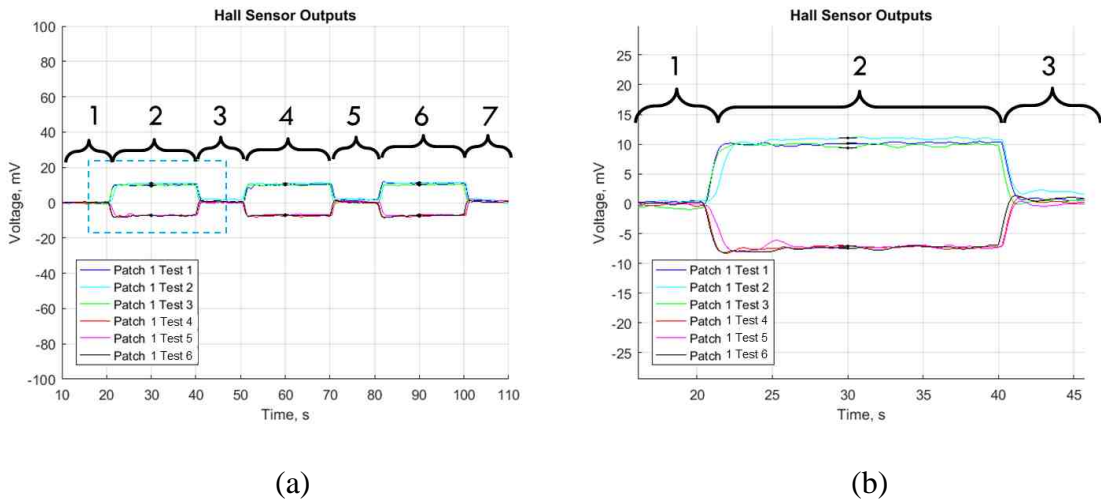 Hall Sensor Outputs
100
80
60
40
20
0
-20
-40
-60
-80
-100
Voltage, mV
1 2 3 4 5 6 7
Patch 1 Test 1
Patch 1 Test 2
Patch 1 Test 3
Patch 1 Test 4
Patch 1 Test 5
Patch 1 Test 6
10 20 30 40 50 60 70 80 90 100 110
Time, s
(a)
Hall Sensor Outputs
25
20
15
10
5
0
-5
-10
-15
-20
-25
Voltage, mV
1 2 3
Patch 1 Test 1
Patch 1 Test 2
Patch 1 Test 3
Patch 1 Test 4
Patch 1 Test 5
Patch 1 Test 6
20 25 30 35 40 45
Time, s
(b)